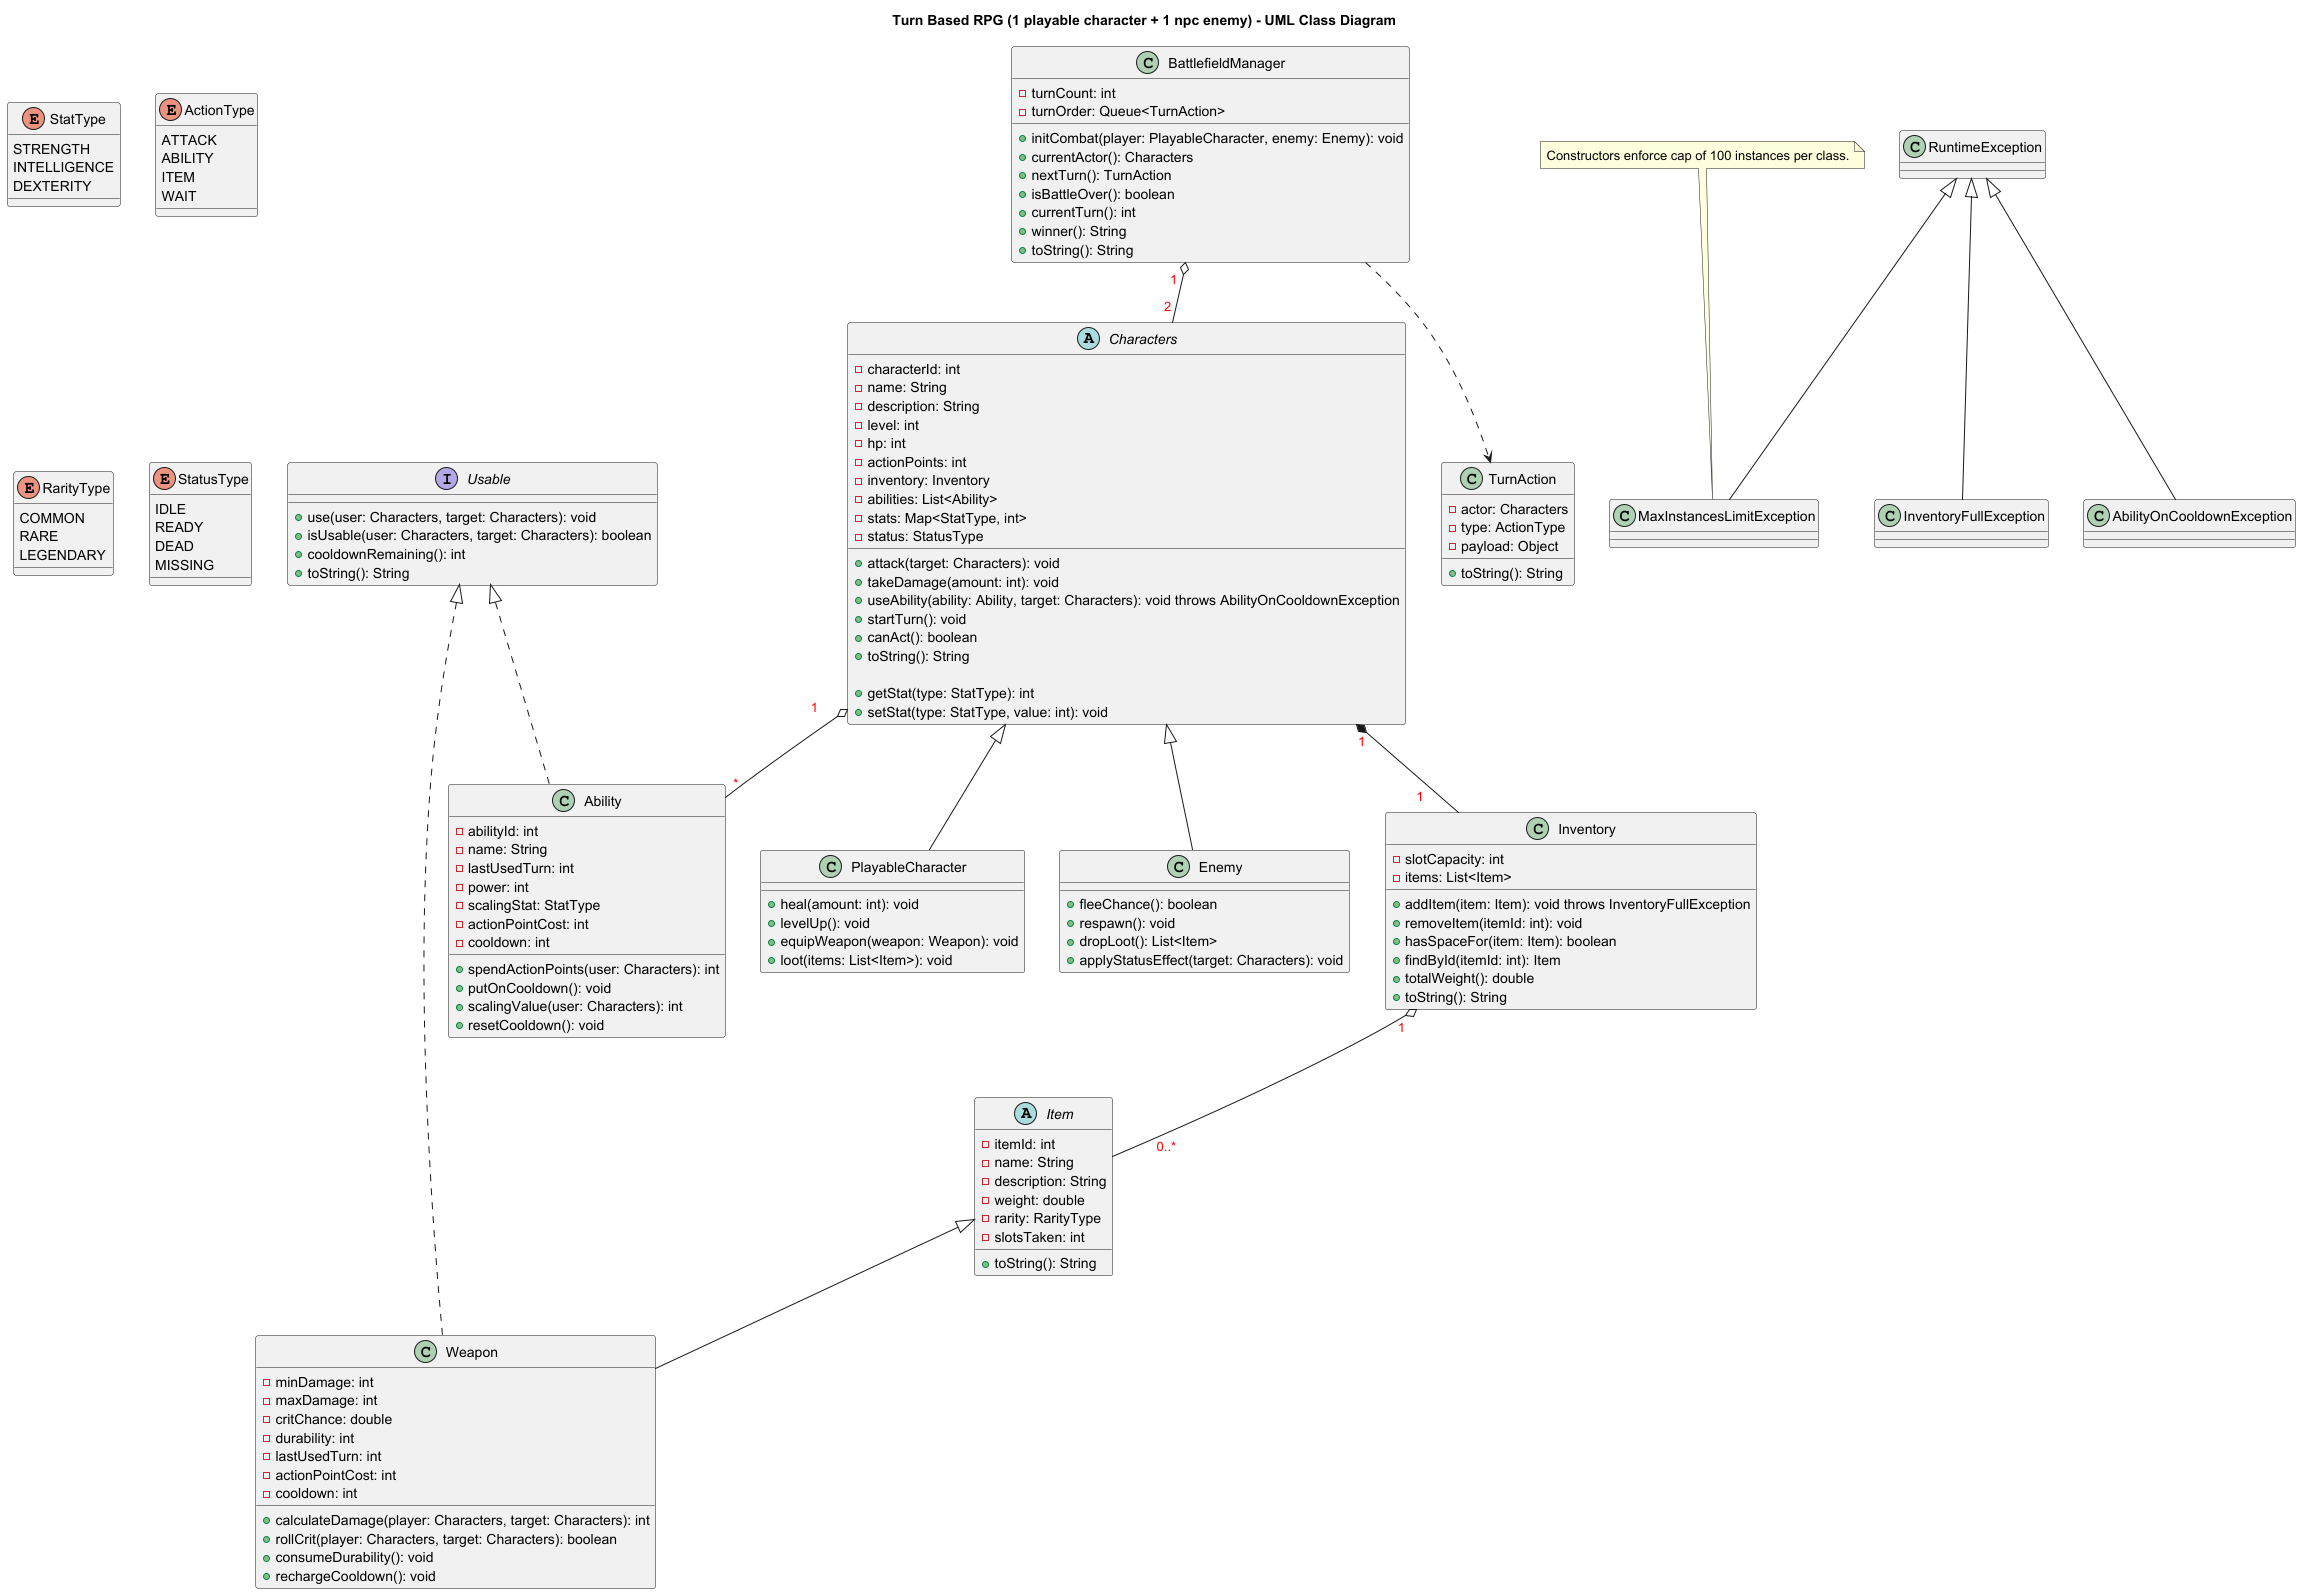 Turn Based RPG (1 playable character + 1 npc enemy) - UML Class Diagram
C BattlefieldManager
turnCount: int
turnOrder: Queue<TurnAction>
initCombat(player: PlayableCharacter, enemy: Enemy): void
currentActor(): Characters
nextTurn(): TurnAction
isBattleOver(): boolean
currentTurn(): int
winner(): String
toString(): String
E StatType
STRENGTH
INTELLIGENCE
DEXTERITY
E ActionType
ATTACK
ABILITY
ITEM
WAIT
Constructors enforce cap of 100 instances per class.
C RuntimeException
1
2
A Characters
characterId: int
name: String
description: String
level: int
hp: int
actionPoints: int
inventory: Inventory
abilities: List<Ability>
stats: Map<StatType, int>
status: StatusType
attack(target: Characters): void
takeDamage(amount: int): void
useAbility(ability: Ability, target: Characters): void throws AbilityOnCooldownException
startTurn(): void
canAct(): boolean
toString(): String
getStat(type: StatType): int
setStat(type: StatType, value: int): void
E RarityType
COMMON
RARE
LEGENDARY
E StatusType
IDLE
READY
DEAD
MISSING
I Usable
use(user: Characters, target: Characters): void
isUsable(user: Characters, target: Characters): boolean
cooldownRemaining(): int
toString(): String
C TurnAction
actor: Characters
type: ActionType
payload: Object
toString(): String
C MaxInstancesLimitException
C InventoryFullException
C AbilityOnCooldownException
1
*
1
1
C Ability
abilityId: int
name: String
lastUsedTurn: int
power: int
scalingStat: StatType
actionPointCost: int
cooldown: int
spendActionPoints(user: Characters): int
putOnCooldown(): void
scalingValue(user: Characters): int
resetCooldown(): void
C PlayableCharacter
heal(amount: int): void
levelUp(): void
equipWeapon(weapon: Weapon): void
loot(items: List<Item>): void
C Enemy
fleeChance(): boolean
respawn(): void
dropLoot(): List<Item>
applyStatusEffect(target: Characters): void
C Inventory
slotCapacity: int
items: List<Item>
addItem(item: Item): void throws InventoryFullException
removeItem(itemId: int): void
hasSpaceFor(item: Item): boolean
findById(itemId: int): Item
totalWeight(): double
toString(): String
1
0..*
A Item
itemId: int
name: String
description: String
weight: double
rarity: RarityType
slotsTaken: int
toString(): String
C Weapon
minDamage: int
maxDamage: int
critChance: double
durability: int
lastUsedTurn: int
actionPointCost: int
cooldown: int
calculateDamage(player: Characters, target: Characters): int
rollCrit(player: Characters, target: Characters): boolean
consumeDurability(): void
rechargeCooldown(): void